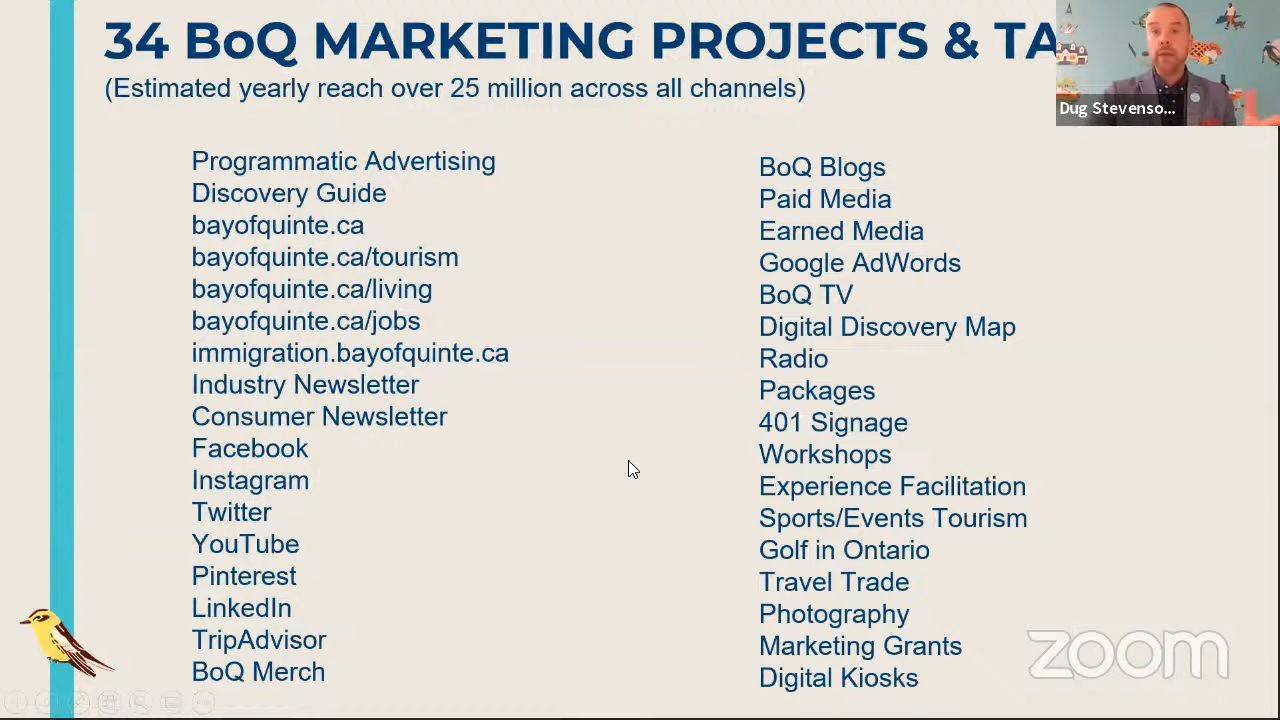 34 BoQ MARKETING PROJECTS & TA
(Estimated yearly reach over 25 million across all channels)
Dug Stevenso...
Programmatic Advertising
Discovery Guide
bayofquinte.ca
bayofquinte.ca/tourism
bayofquinte.ca/living
bayofquinte.ca/jobs
immigration.bayofquinte.ca
Industry Newsletter
Consumer Newsletter
Facebook
Instagram
Twitter
YouTube
Pinterest
LinkedIn
TripAdvisor
BoQ Merch
BoQ Blogs
Paid Media
Earned Media
Google AdWords
BoQ TV
Digital Discovery Map
Radio
Packages
401 Signage
Workshops
Experience Facilitation
Sports/Events Tourism
Golf in Ontario
Travel Trade
Photography
Marketing Grants
Digital Kiosks
zoom